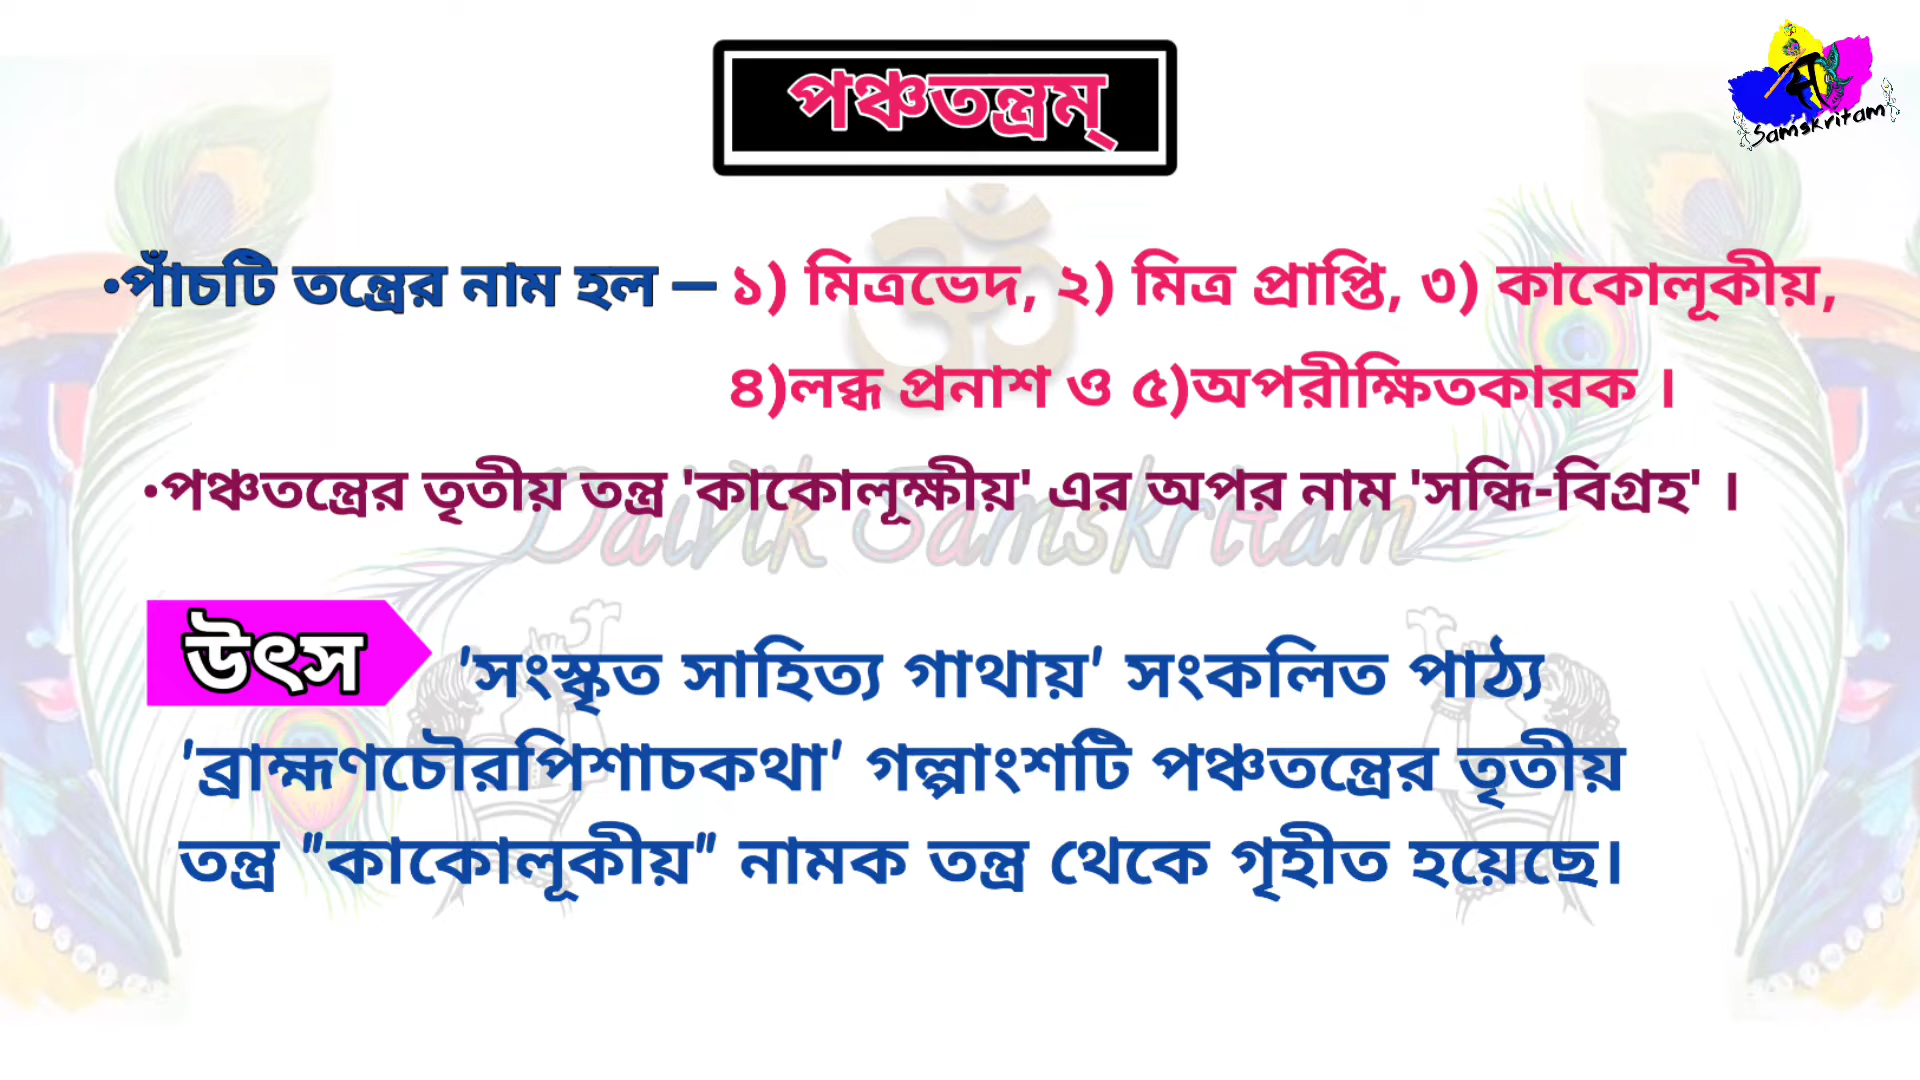 পঞ্চতন্ত্রম্
Samskritam
•পাঁচটি তন্ত্রের নাম হল – ১) মিত্রভেদ, ২) মিত্র প্রাপ্তি, ৩) কাকোলূকীয়,
৪)লব্ধ প্রনাশ ও ৫)অপরীক্ষিতকারক ।
•পঞ্চতন্ত্রের তৃতীয় তন্ত্র 'কাকোলূক্ষীয়' এর অপর নাম 'সন্ধি-বিগ্রহ' ।
Daivik Samskritam
উৎস 'সংস্কৃত সাহিত্য গাথায়' সংকলিত পাঠ্য
'ব্রাহ্মণচৌরপিশাচকথা' গল্পাংশটি পঞ্চতন্ত্রের তৃতীয়
তন্ত্র "কাকোলূকীয়" নামক তন্ত্র থেকে গৃহীত হয়েছে।